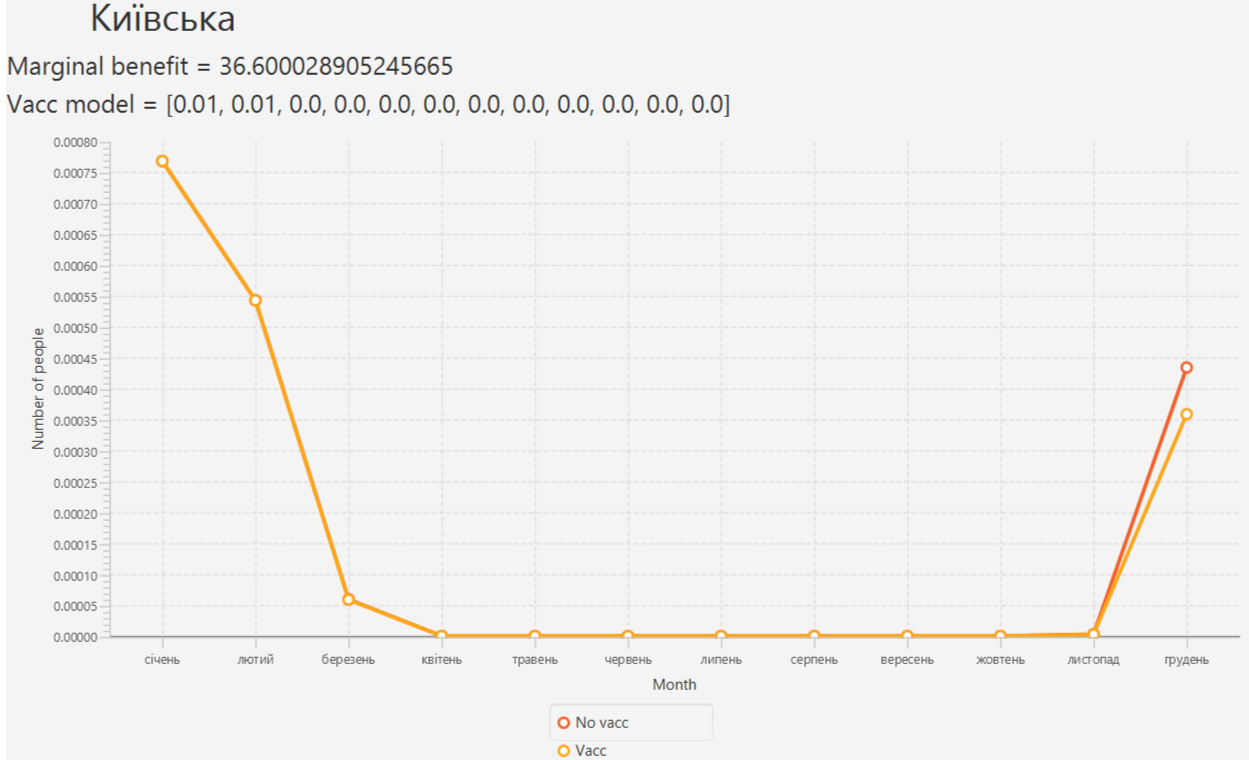 Київська
Marginal benefit = 36.600028905245665
Vacc model = [0.01, 0.01, 0.0, 0.0, 0.0, 0.0, 0.0, 0.0, 0.0, 0.0, 0.0, 0.0]
0.00080
0.00075
0.00070
0.00065
0.00060
0.00055
0.00050
0.00045
0.00040
0.00035
0.00030
0.00025
0.00020
0.00015
0.00010
0.00005
0.00000
Number of people
січень лютий березень квітень травень червень липень серпень вересень жовтень листопад грудень
Month
No vacc
Vacc